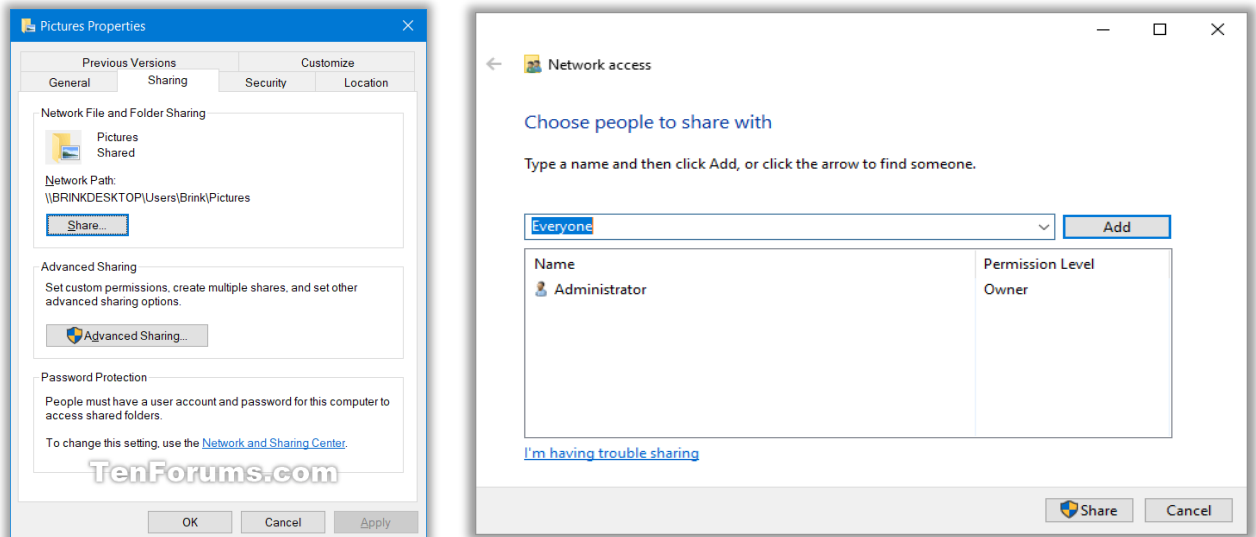 Pictures Properties
Previous Versions
Customize
General
Sharing
Security
Location
Network File and Folder Sharing
Pictures
Shared
Network Path:
\\BRINKDESKTOP\Users\Brink\Pictures
Share...
Advanced Sharing
Set custom permissions, create multiple shares, and set other
advanced sharing options.
Advanced Sharing...
Password Protection
People must have a user account and password for this computer to
access shared folders.
To change this setting, use the Network and Sharing Center.
TenForums.com
OK
Cancel
Apply
Network access
Choose people to share with
Type a name and then click Add, or click the arrow to find someone.
Everyone
Add
Name
Permission Level
Administrator
Owner
I'm having trouble sharing
Share
Cancel